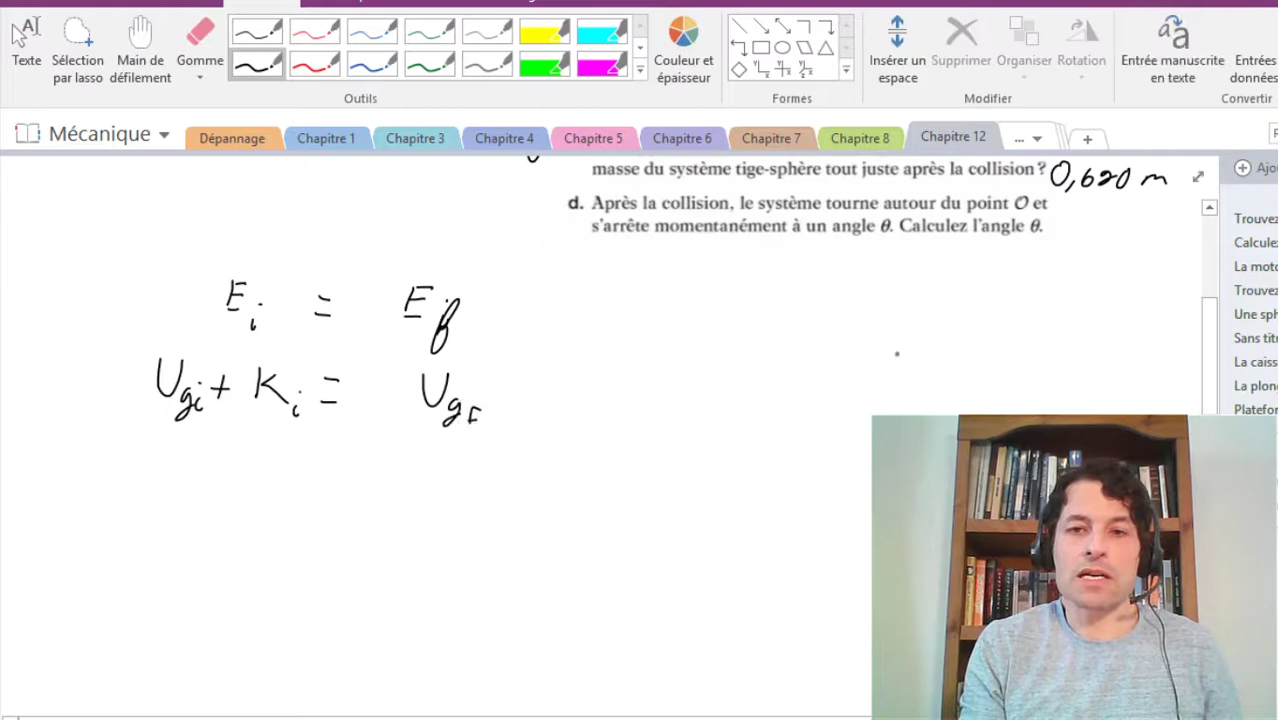 Texte
Sélection par lasso
Main de défilement
Gomme
Couleur et épaisseur
Insérer un espace
Supprimer
Organiser
Rotation
Entrée manuscrite en texte
Outils
Formes
Modifier
Convertir
Mécanique
Dépannage
Chapitre 1
Chapitre 3
Chapitre 4
Chapitre 5
Chapitre 6
Chapitre 7
Chapitre 8
Chapitre 12
...
masse du système tige-sphère tout juste après la collision ? 0,620 m
d. Après la collision, le système tourne autour du point O et
s'arrête momentanément à un angle θ. Calculez l'angle θ.
Ei = Ef
Ugi + Ki = Ugf
Trouvez
Calcule
La moto
Trouvez
Une sph
Sans tit
La caiss
La plon
Platefor